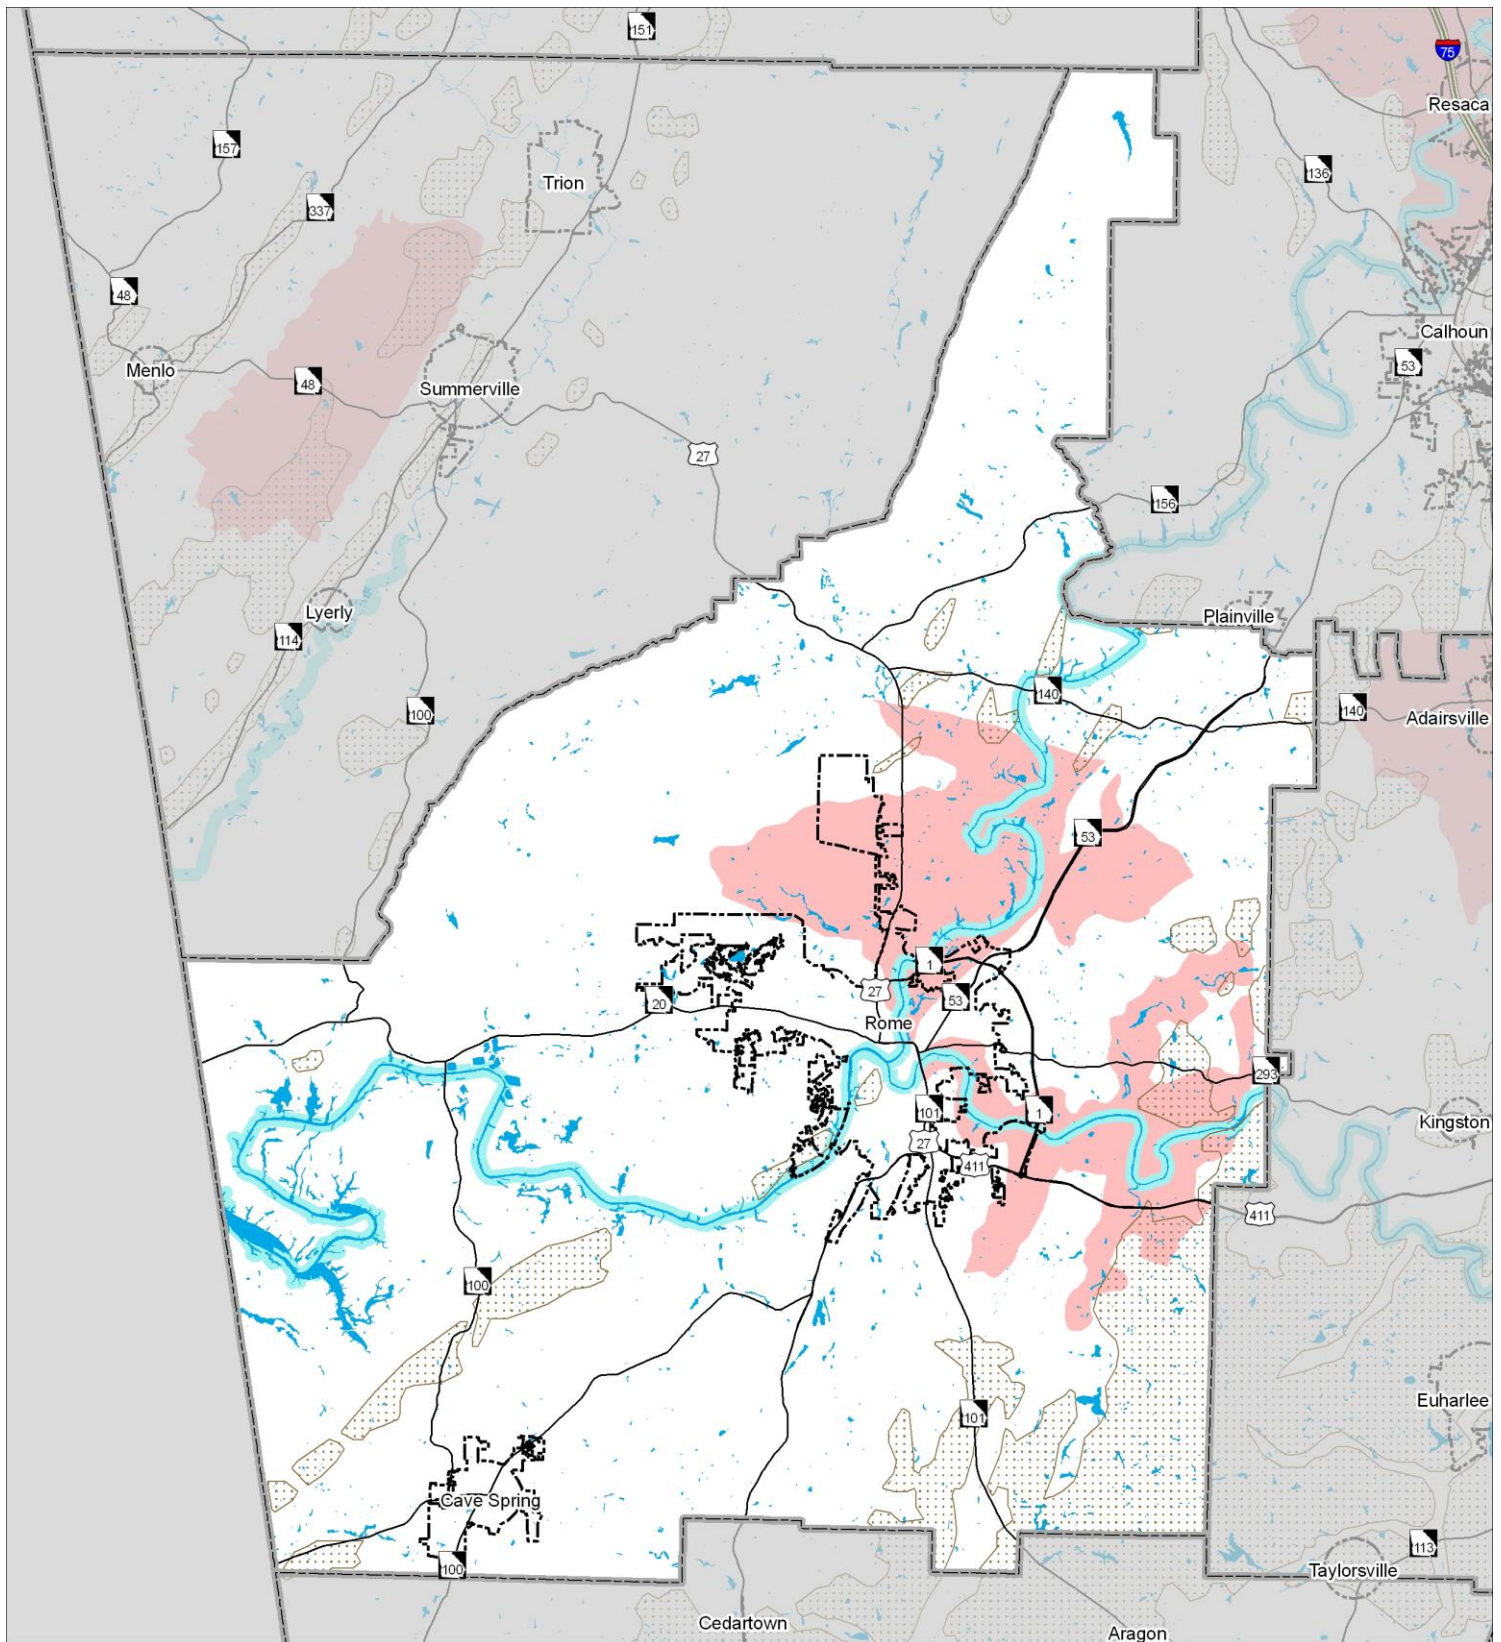 151
75
Resaca
157
136
Trion
337
48
Calhoun
53
Menlo
48
Summerville
27
156
Lyerly
Plainville
114
140
100
140
Adairsville
53
1
27
53
20
Rome
293
101
1
Kingston
27
411
411
100
Euharlee
101
Cave Spring
113
100
Taylorsville
Cedartown
Aragon